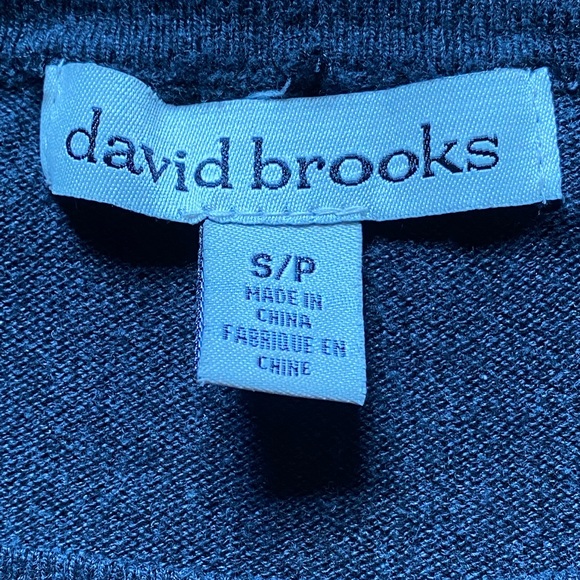 david brooks
S/P
MADE IN
CHINA
FABRIQUE EN
CHINE